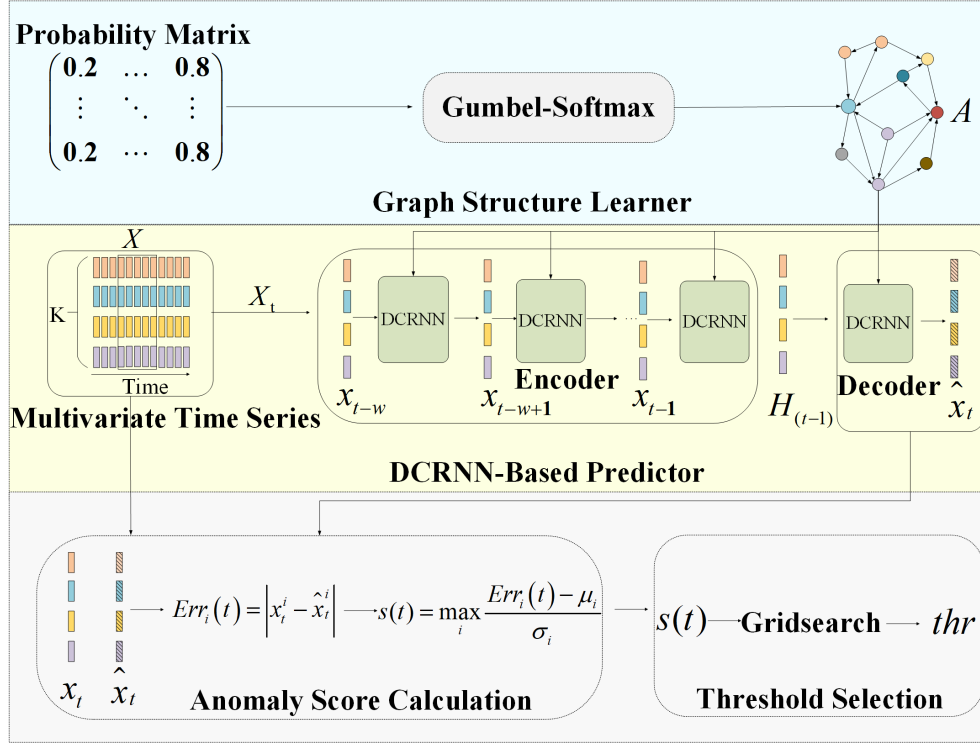 Probability Matrix
0.2 … 0.8
⋮ ⋱ ⋮
0.2 … 0.8
Gumbel-Softmax
A
Graph Structure Learner
X
K
Time
Multivariate Time Series
X_t
DCRNN
DCRNN
…
DCRNN
Encoder
x_{t-w}
x_{t-w+1}
x_{t-1}
H_{(t-1)}
DCRNN
Decoder
x̂_t
DCRNN-Based Predictor
x_t
x̂_t
Err_i(t) = |x_t^i − x̂_t^i|
s(t) = max_i (Err_i(t) − μ_i) / σ_i
Anomaly Score Calculation
s(t)
Gridsearch
thr
Threshold Selection